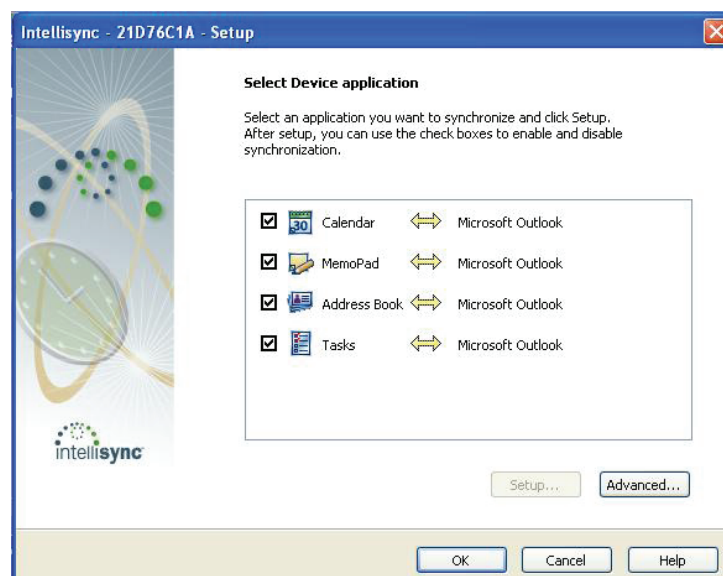 Intellisync - 21D76C1A - Setup
Select Device application
Select an application you want to synchronize and click Setup.
After setup, you can use the check boxes to enable and disable
synchronization.
30 Calendar Microsoft Outlook
MemoPad Microsoft Outlook
Address Book Microsoft Outlook
Tasks Microsoft Outlook
intellisync
Setup... Advanced...
OK Cancel Help